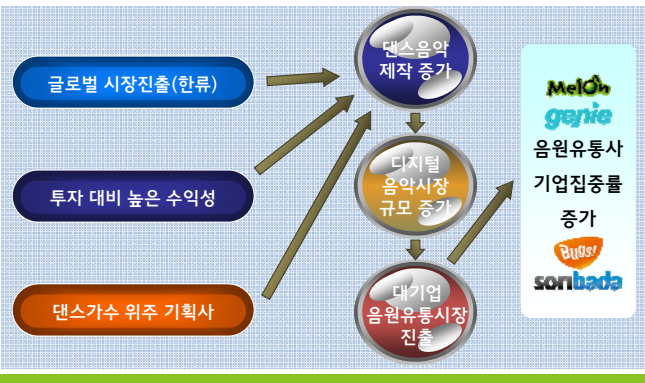 글로벌 시장진출(한류)
투자 대비 높은 수익성
댄스가수 위주 기획사
댄스음악
제작 증가
디지털
음악시장
규모 증가
대기업
음원유통시장
진출
Melon
genie
음원유통사
기업집중률
증가
Bugs!
soribada